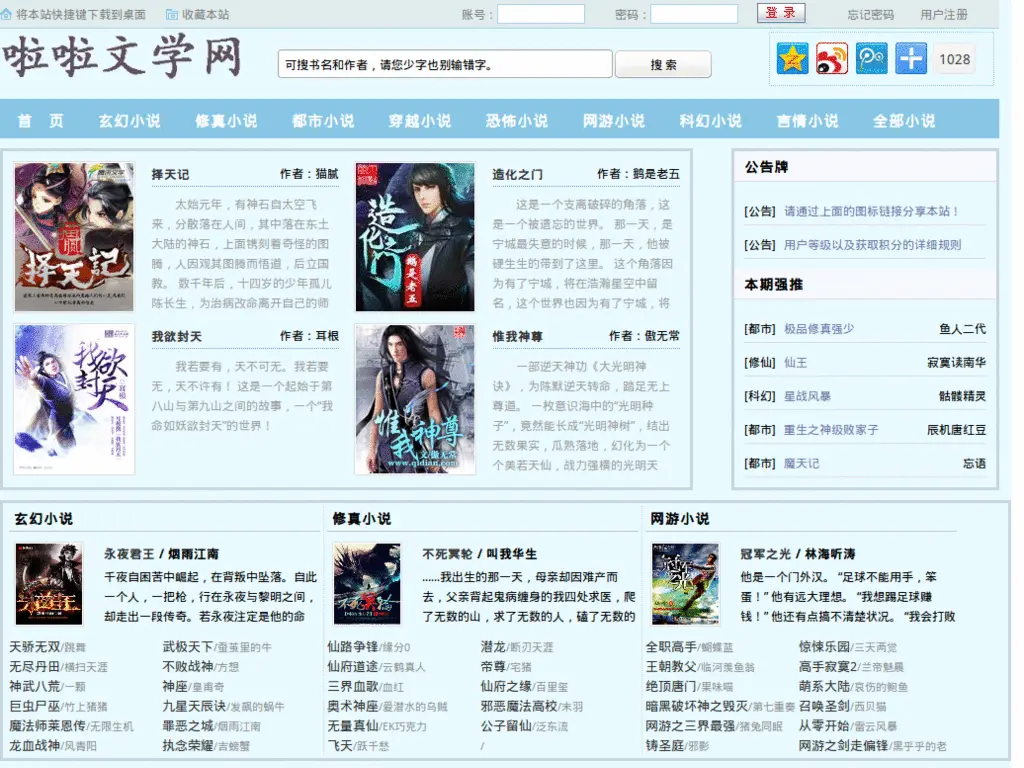 将本站快捷键下载到桌面 收藏本站 账号： 密码： 登 录 忘记密码 用户注册
啦啦文学网
可搜书名和作者，请您少字也别输错字。 搜 索
1028
首 页 玄幻小说 修真小说 都市小说 穿越小说 恐怖小说 网游小说 科幻小说 言情小说 全部小说
择天记 作者：猫腻
太始元年，有神石自太空飞
来，分散落在人间，其中落在东土
大陆的神石，上面镌刻着奇怪的图
腾，人因观其图腾而悟道，后立国
教。 数千年后，十四岁的少年孤儿
陈长生，为治病改命离开自己的师
择天记
造化之门 作者：鹅是老五
这是一个支离破碎的角落，这
是一个被遗忘的世界。 那一天，是
宁城最失意的时候，那一天，他被
硬生生的带到了这里。 这个角落因
为有了宁城，将在浩瀚星空中留
名，这个世界也因为有了宁城，将
造化之门
鹅是老五
我欲封天 作者：耳根
我若要有，天不可无。我若要
无，天不许有！ 这是一个起始于第
八山与第九山之间的故事，一个“我
命如妖欲封天”的世界！
我欲封天
惟我神尊 作者：傲无常
一部逆天神功《大光明神
诀》，为陈默逆天转命，踏足无上
尊道。 一枚意识海中的“光明种
子”，竟然能长成“光明神树”，结出
无数果实，瓜熟落地，幻化为一个
个美若天仙，战力强横的光明天
惟我神尊
www.qidian.com
公告牌
[公告] 请通过上面的图标链接分享本站！
[公告] 用户等级以及获取积分的详细规则
本期强推
[都市] 极品修真强少 鱼人二代
[修仙] 仙王 寂寞读南华
[科幻] 星战风暴 骷髅精灵
[都市] 重生之神级败家子 辰机唐红豆
[都市] 魔天记 忘语
玄幻小说
永夜君王 / 烟雨江南
千夜自困苦中崛起，在背叛中坠落。自此
一个人，一把枪，行在永夜与黎明之间，
却走出一段传奇。若永夜注定是他的命
天骄无双/跳舞 武极天下/蚕茧里的牛
无尽丹田/横扫天涯 不败战神/方想
神武八荒/一颗 神座/皇甫奇
巨虫尸巫/竹上猪猪 九星天辰诀/发飙的蜗牛
魔法师莱恩传/无限生机 罪恶之城/烟雨江南
龙血战神/风青阳 执念荣耀/吉螃蟹
修真小说
不死冥轮 / 叫我华生
……我出生的那一天，母亲却因难产而
去，父亲背起鬼病缠身的我四处求医，爬
了无数的山，求了无数的人，磕了无数的
仙路争锋/缘分0 潜龙/断刃天涯
仙府道途/云鹤真人 帝尊/宅猪
三界血歌/血红 仙府之缘/百里玺
奥术神座/爱潜水的乌贼 邪恶魔法高校/未羽
无量真仙/EK巧克力 公子留仙/泛东流
飞天/跃千愁 /
网游小说
冠军之光 / 林海听涛
他是一个门外汉。 “足球不能用手，笨
蛋！” 他有远大理想。 “我想踢足球赚
钱！” 他还有点搞不清楚状况。 “我会打败
全职高手/蝴蝶蓝 惊悚乐园/三天两觉
王朝教父/临河羡鱼翁 高手寂寞2/兰帝魅晨
绝顶唐门/果味喵 萌系大陆/哀伤的鲍鱼
暗黑破坏神之毁灭/第七重奏 召唤圣剑/西贝猫
网游之三界最强/猪兔同眠 从零开始/雷云风暴
铸圣庭/邪影 网游之剑走偏锋/黑乎乎的老